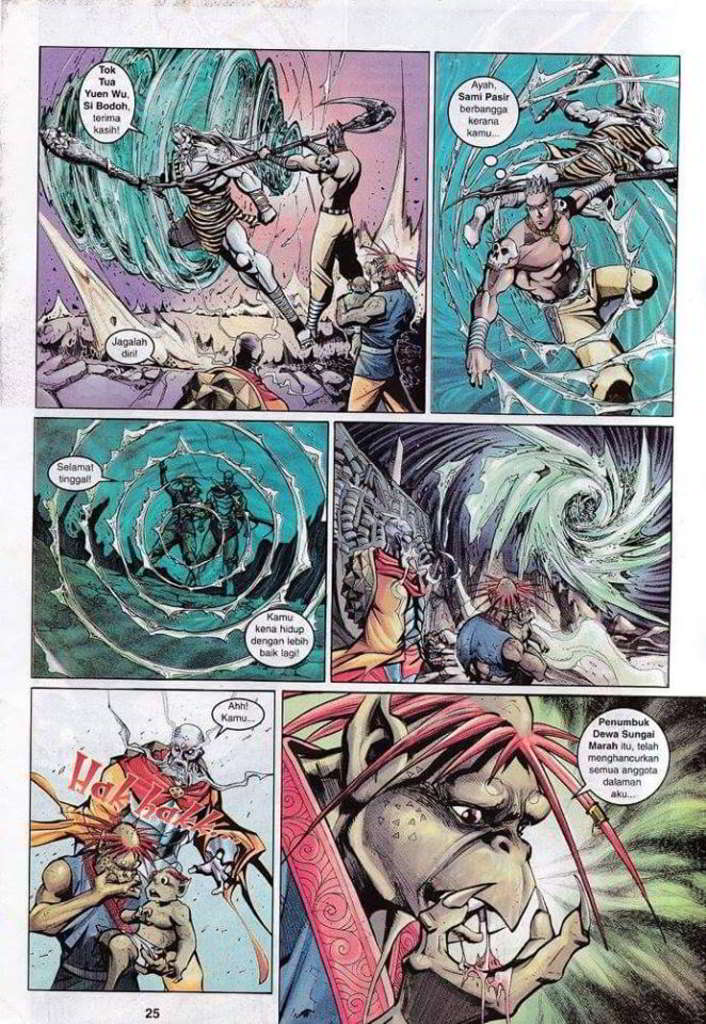 Tok
Tua
Yuen Wu,
Si Bodoh,
terima
kasih!
Jagalah
diri!
Ayah,
Sami Pasir
berbangga
kerana
kamu...
Selamat
tinggal!
Kamu
kena hidup
dengan lebih
baik lagi!
Ahh!
Kamu...
Hak hakkk
Penumbuk
Dewa Sungai
Marah itu, telah
menghancurkan
semua anggota
dalaman
aku...
25